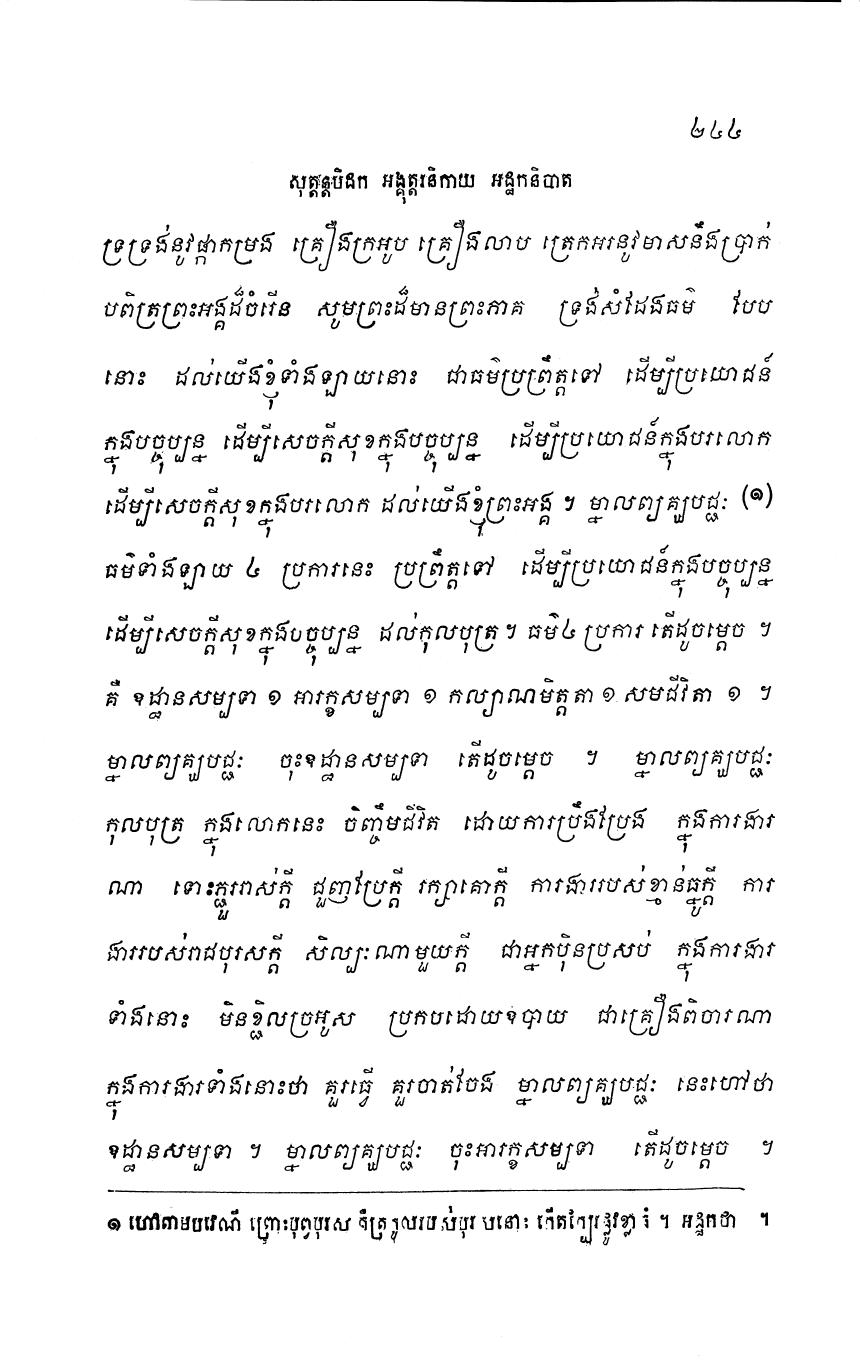 ២៤៤
សុត្តន្តបិដក អង្គុត្តរនិកាយ អដ្ឋកនិបាត
ទ្រទ្រង់នូវផ្កាកម្រង គ្រឿងក្រអូប គ្រឿងលាប ត្រេកអរនូវមាសនឹងប្រាក់
បពិត្រព្រះអង្គដ៏ចំរើន សូមព្រះដ៏មានព្រះភាគ ទ្រង់សំដែងធម៌ បែប
នោះ ដល់យើងខ្ញុំទាំងឡាយនោះ ជាធម៌ប្រព្រឹត្តទៅ ដើម្បីប្រយោជន៍
ក្នុងបច្ចុប្បន្ន ដើម្បីសេចក្តីសុខក្នុងបច្ចុប្បន្ន ដើម្បីប្រយោជន៍ក្នុងបរលោក
ដើម្បីសេចក្តីសុខក្នុងបរលោក ដល់យើងខ្ញុំព្រះអង្គ ។ ម្នាលព្យគ្ឃបជ្ជៈ (១)
ធម៌ទាំងឡាយ ៤ ប្រការនេះ ប្រព្រឹត្តទៅ ដើម្បីប្រយោជន៍ក្នុងបច្ចុប្បន្ន
ដើម្បីសេចក្តីសុខក្នុងបច្ចុប្បន្ន ដល់កុលបុត្រ ។ ធម៌ ៤ ប្រការ តើដូចម្តេច ។
គឺ ឧដ្ឋានសម្បទា ១ អារក្ខសម្បទា ១ កល្យាណមិត្តតា ១ សមជីវិតា ១ ។
ម្នាលព្យគ្ឃបជ្ជៈ ចុះឧដ្ឋានសម្បទា តើដូចម្តេច ។ ម្នាលព្យគ្ឃបជ្ជៈ
កុលបុត្រ ក្នុងលោកនេះ ចិញ្ចឹមជីវិត ដោយការប្រឹងប្រែង ក្នុងការងារ
ណា ទោះភ្ជួររាស់ក្តី ជួញប្រែក្តី រក្សាគោក្តី ការងាររបស់ខ្មាន់ធ្នូក្តី ការ
ងាររបស់រាជបុរសក្តី សិល្បៈណាមួយក្តី ជាអ្នកប៉ិនប្រសប់ ក្នុងការងារ
ទាំងនោះ មិនខ្ជិលច្រអូស ប្រកបដោយឧបាយ ជាគ្រឿងពិចារណា
ក្នុងការងារទាំងនោះថា គួរធ្វើ គួរចាត់ចែង ម្នាលព្យគ្ឃបជ្ជៈ នេះហៅថា
ឧដ្ឋានសម្បទា ។ ម្នាលព្យគ្ឃបជ្ជៈ ចុះអារក្ខសម្បទា តើដូចម្តេច ។
១ ហៅតាមបវេណី ព្រោះបុព្វបុរស នោះ កើតក្បែរផ្លូវខ្លា ។ អដ្ឋកថា ។